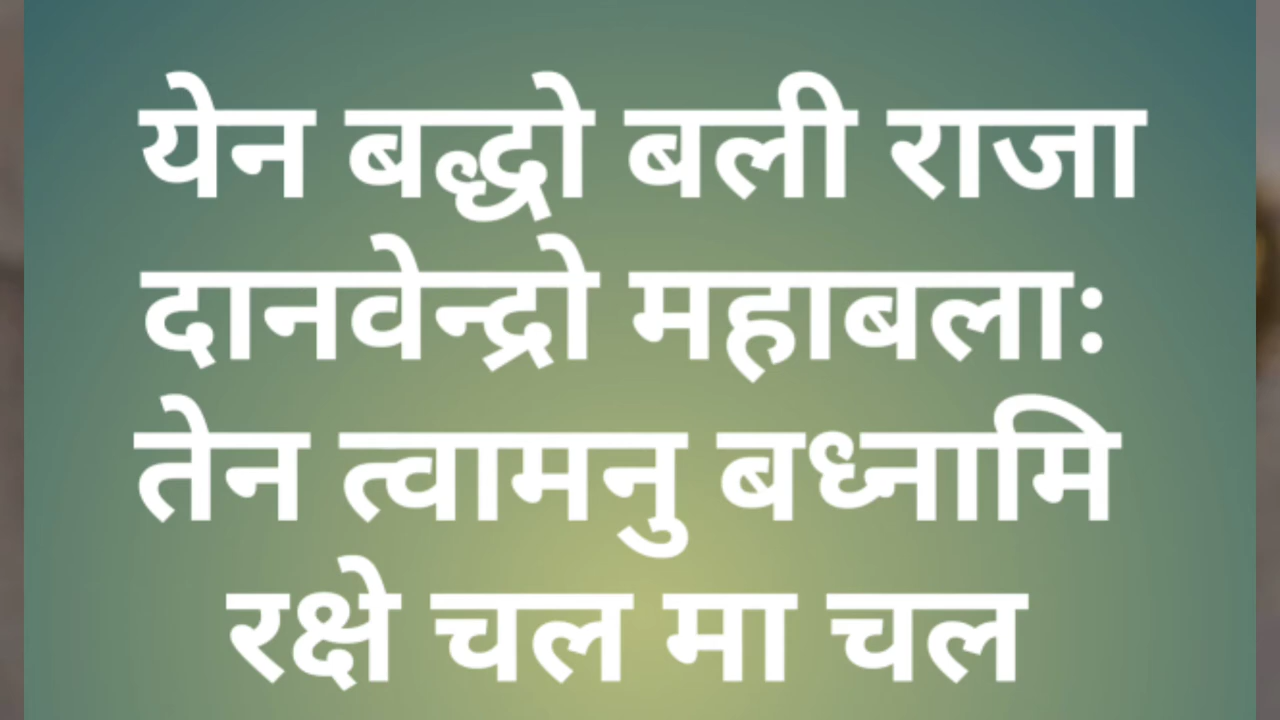 येन बद्धो बली राजा
दानवेन्द्रो महाबलाः
तेन त्वामनु बध्नामि
रक्षे चल मा चल